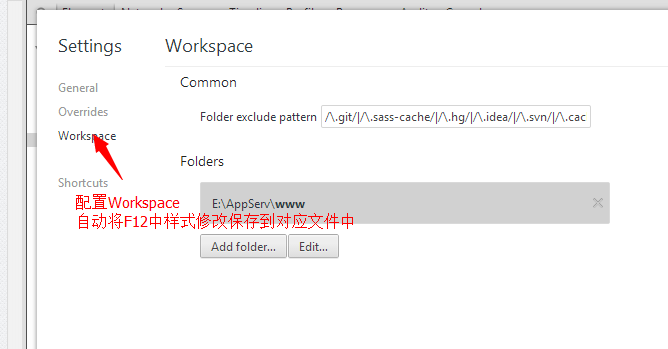 Settings
Workspace
General
Overrides
Workspace
Shortcuts
Common
Folder exclude pattern /\.git/|/\.sass-cache/|/\.hg/|/\.idea/|/\.svn/|/\.cac
Folders
E:\AppServ\www
Add folder... Edit...
配置Workspace
自动将F12中样式修改保存到对应文件中